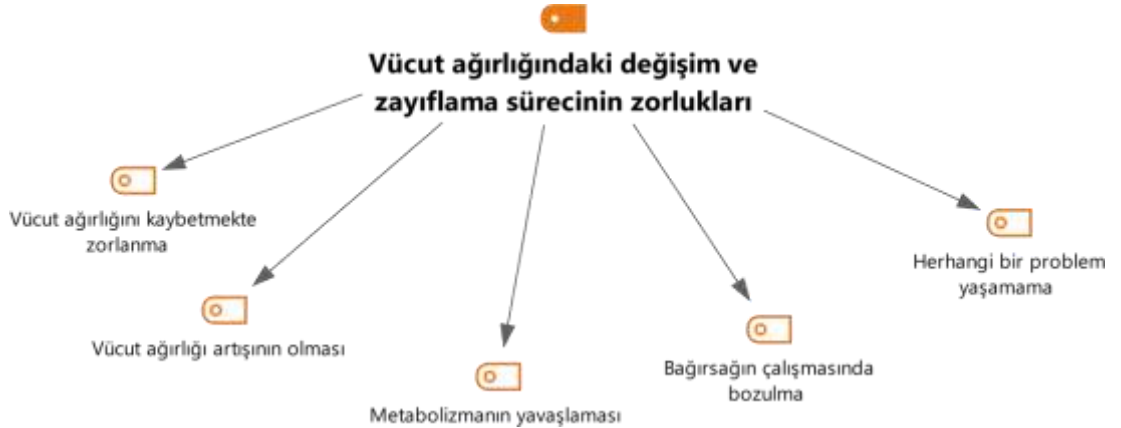 Vücut ağırlığındaki değişim ve
zayıflama sürecinin zorlukları
Vücut ağırlığını kaybetmekte
zorlanma
Vücut ağırlığı artışının olması
Metabolizmanın yavaşlaması
Bağırsağın çalışmasında
bozulma
Herhangi bir problem
yaşamama